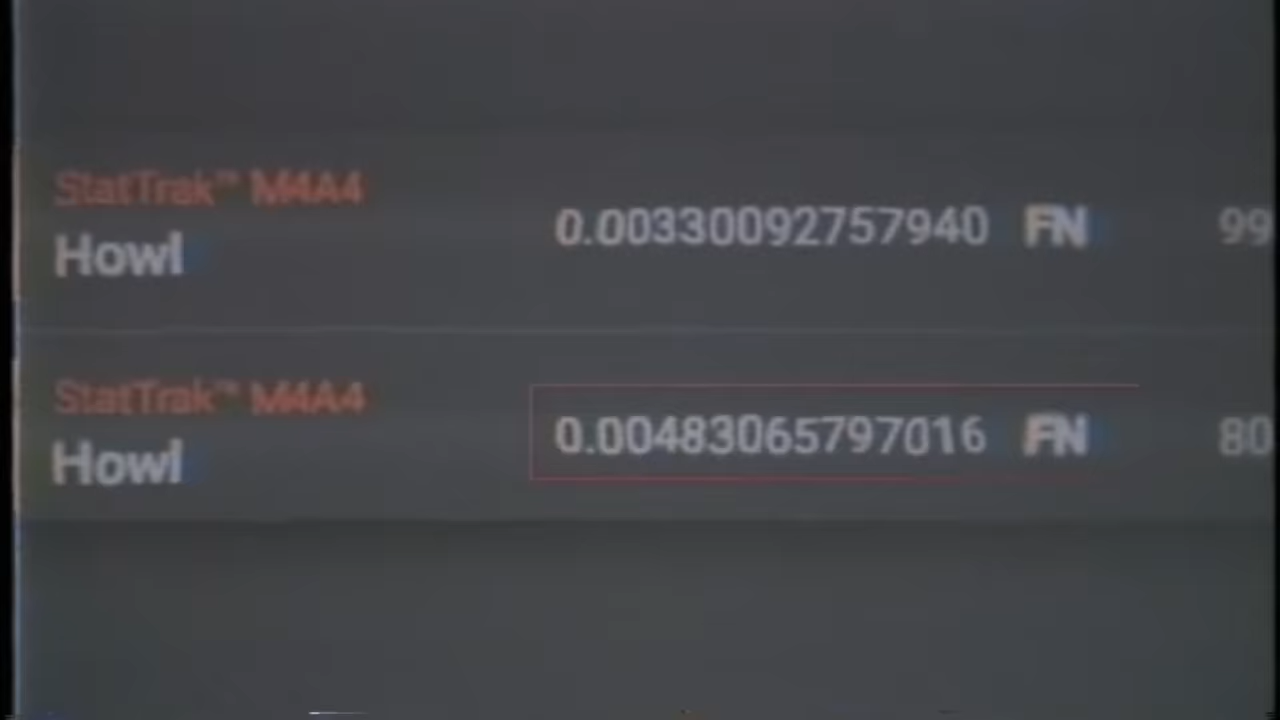 StatTrak™ M4A4
Howl
0.00330092757940 FN 99
StatTrak™ M4A4
Howl
0.00483065797016 FN 80